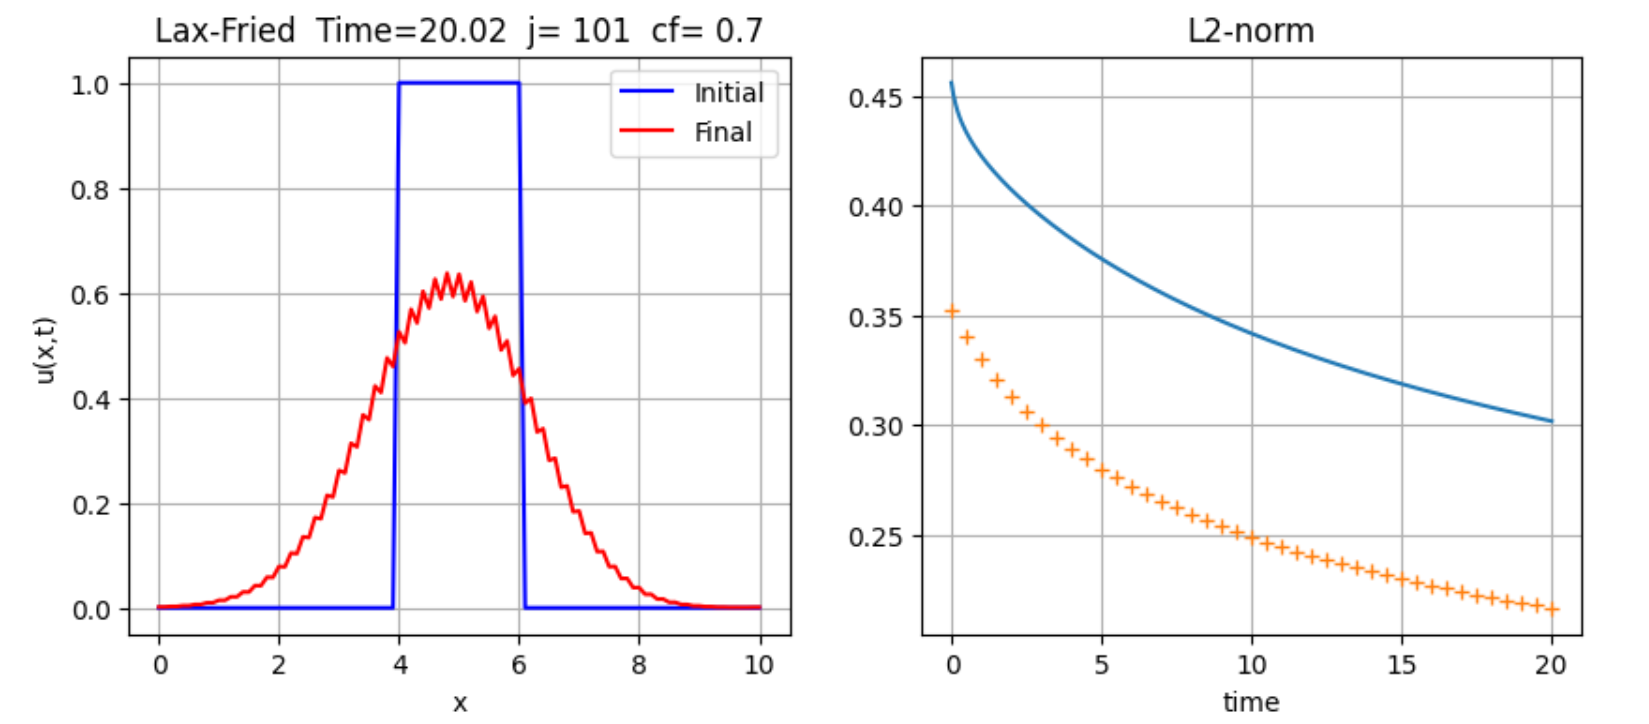 Lax-Fried  Time=20.02  j= 101  cf= 0.7
1.0
0.8
0.6
0.4
0.2
0.0
u(x,t)
Initial
Final
0 2 4 6 8 10
x
L2-norm
0.45
0.40
0.35
0.30
0.25
0 5 10 15 20
time